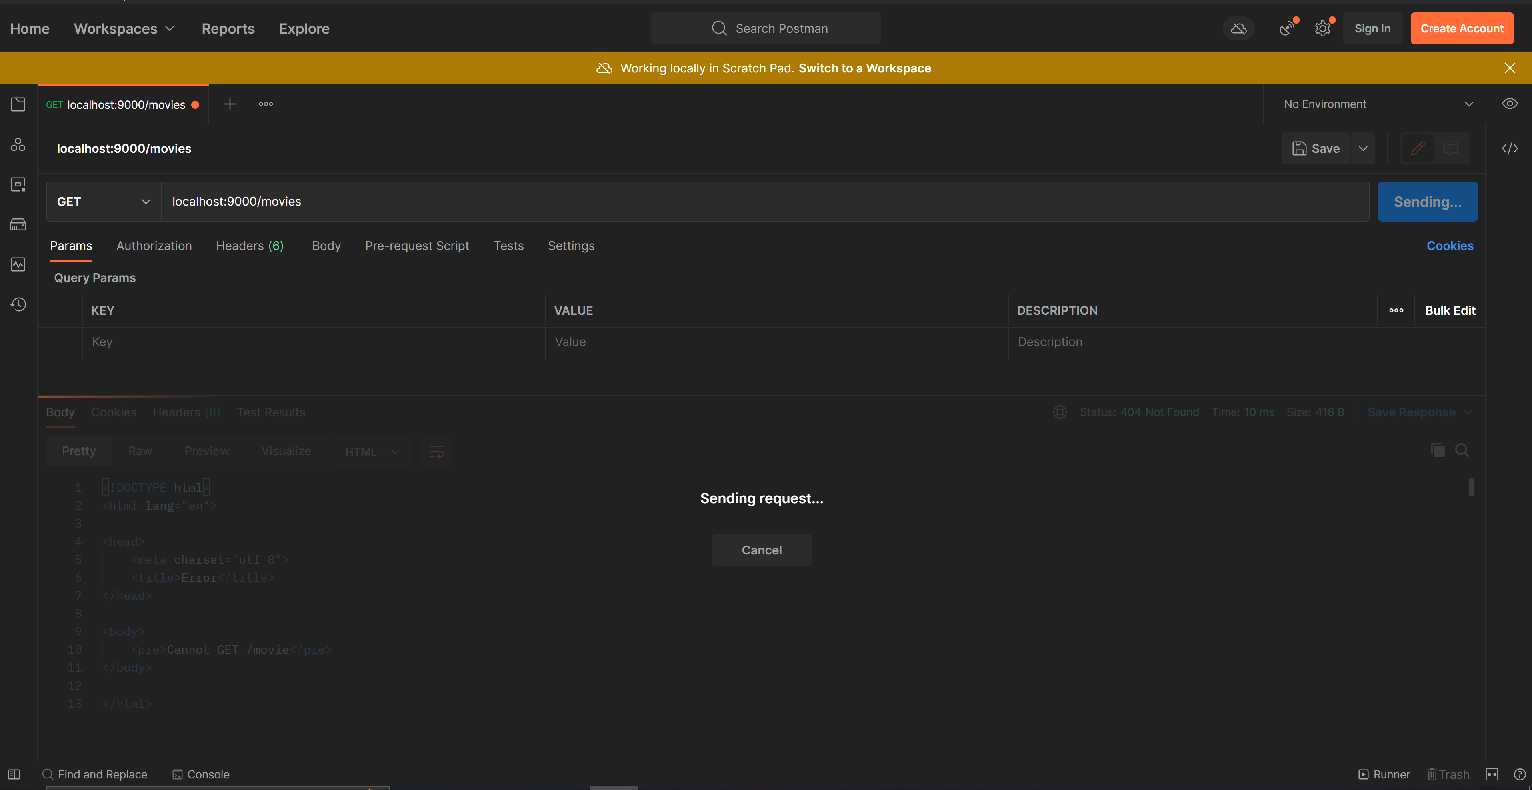 Home Workspaces Reports Explore Search Postman Sign In Create Account
Working locally in Scratch Pad. Switch to a Workspace
GET localhost:9000/movies No Environment
localhost:9000/movies Save
GET localhost:9000/movies Sending...
Params Authorization Headers (6) Body Pre-request Script Tests Settings Cookies
Query Params
KEY VALUE DESCRIPTION Bulk Edit
Key Value Description
Body Cookies Headers (8) Test Results Status: 404 Not Found Time: 10 ms Size: 416 B Save Response
Pretty Raw Preview Visualize HTML
1 <!DOCTYPE html>
2 <html lang="en">
3
4 <head>
5 <meta charset="utf-8">
6 <title>Error</title>
7 </head>
8
9 <body>
10 <pre>Cannot GET /movie</pre>
11 </body>
12
13 </html>
Sending request...
Cancel
Find and Replace Console Runner Trash